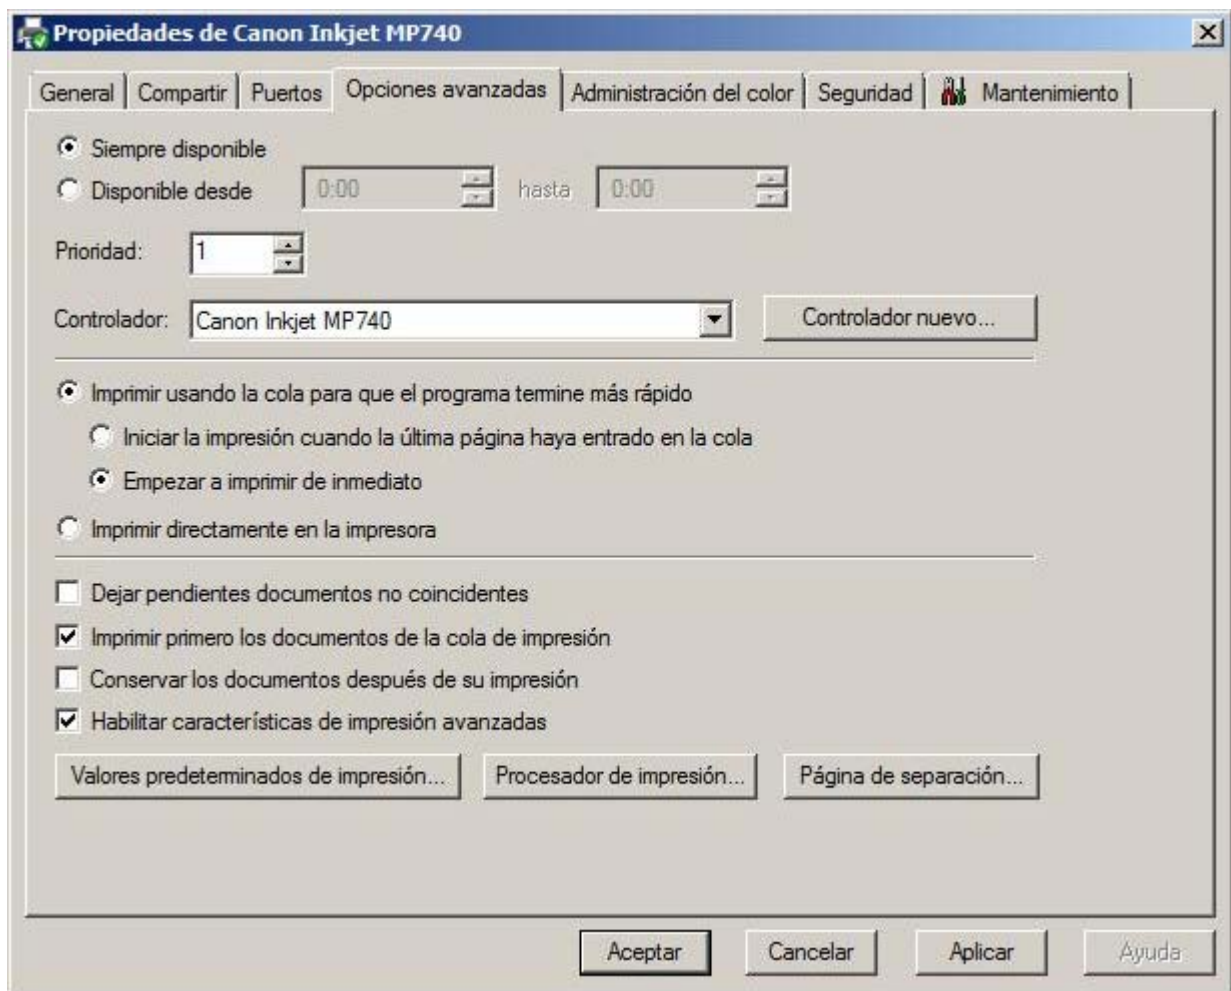 Propiedades de Canon Inkjet MP740
General Compartir Puertos Opciones avanzadas Administración del color Seguridad Mantenimiento
Siempre disponible
Disponible desde 0:00 hasta 0:00
Prioridad: 1
Controlador: Canon Inkjet MP740 Controlador nuevo...
Imprimir usando la cola para que el programa termine más rápido
Iniciar la impresión cuando la última página haya entrado en la cola
Empezar a imprimir de inmediato
Imprimir directamente en la impresora
Dejar pendientes documentos no coincidentes
Imprimir primero los documentos de la cola de impresión
Conservar los documentos después de su impresión
Habilitar características de impresión avanzadas
Valores predeterminados de impresión... Procesador de impresión... Página de separación...
Aceptar Cancelar Aplicar Ayuda